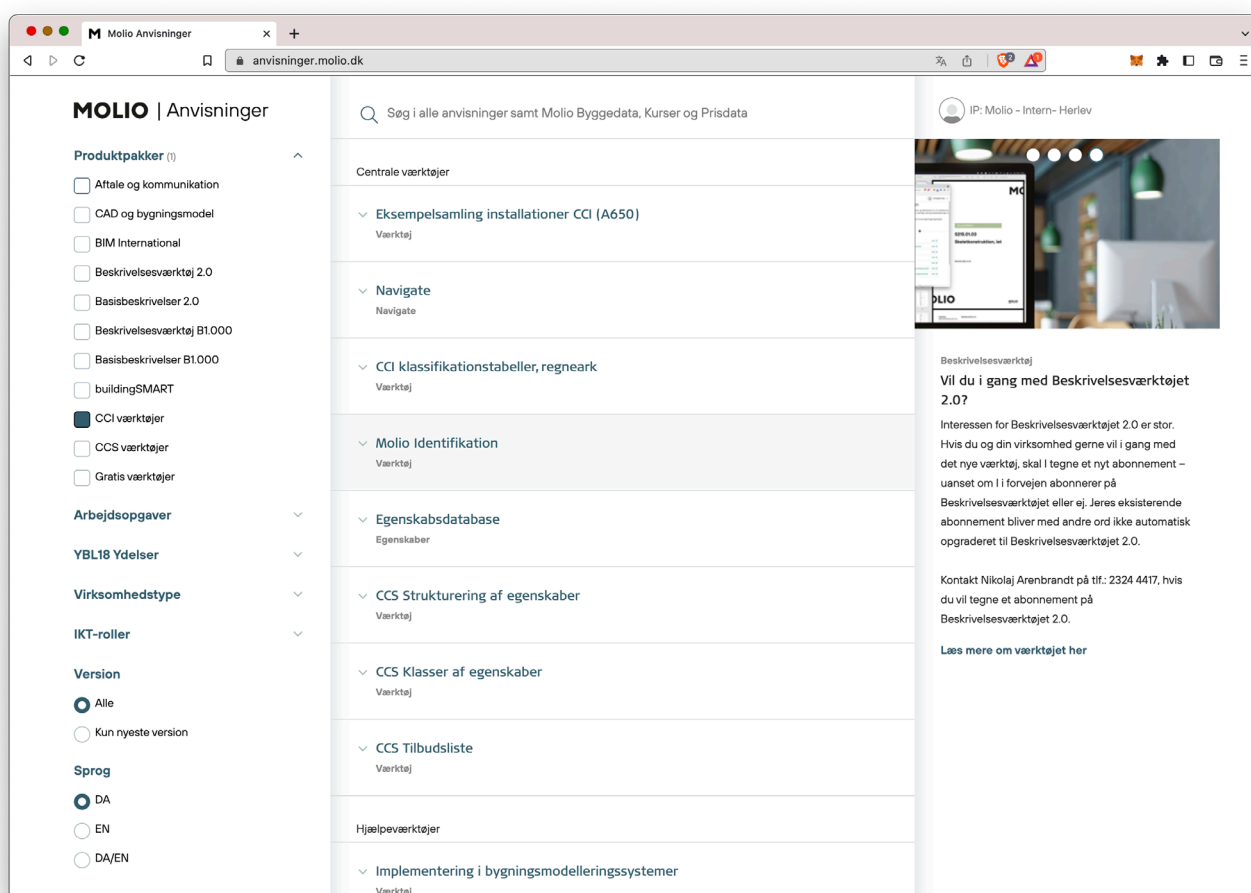 Molio Anvisninger
anvisninger.molio.dk
2
1
MOLIO | Anvisninger
Produktpakker (1)
Aftale og kommunikation
CAD og bygningsmodel
BIM International
Beskrivelsesværktøj 2.0
Basisbeskrivelser 2.0
Beskrivelsesværktøj B1.000
Basisbeskrivelser B1.000
buildingSMART
CCI værktøjer
CCS værktøjer
Gratis værktøjer
Arbejdsopgaver
YBL18 Ydelser
Virksomhedstype
IKT-roller
Version
Alle
Kun nyeste version
Sprog
DA
EN
DA/EN
Søg i alle anvisninger samt Molio Byggedata, Kurser og Prisdata
Centrale værktøjer
Eksempelsamling installationer CCI (A650)
Værktøj
Navigate
Navigate
CCI klassifikationstabeller, regneark
Værktøj
Molio Identifikation
Værktøj
Egenskabsdatabase
Egenskaber
CCS Strukturering af egenskaber
Værktøj
CCS Klasser af egenskaber
Værktøj
CCS Tilbudsliste
Værktøj
Hjælpeværktøjer
Implementering i bygningsmodelleringssystemer
Værktøj
IP: Molio - Intern- Herlev
Beskrivelsesværktøj
Vil du i gang med Beskrivelsesværktøjet
2.0?
Interessen for Beskrivelsesværktøjet 2.0 er stor.
Hvis du og din virksomhed gerne vil i gang med
det nye værktøj, skal I tegne et nyt abonnement –
uanset om I i forvejen abonnerer på
Beskrivelsesværktøjet eller ej. Jeres eksisterende
abonnement bliver med andre ord ikke automatisk
opgraderet til Beskrivelsesværktøjet 2.0.
Kontakt Nikolaj Arenbrandt på tlf.: 2324 4417, hvis
du vil tegne et abonnement på
Beskrivelsesværktøjet 2.0.
Læs mere om værktøjet her